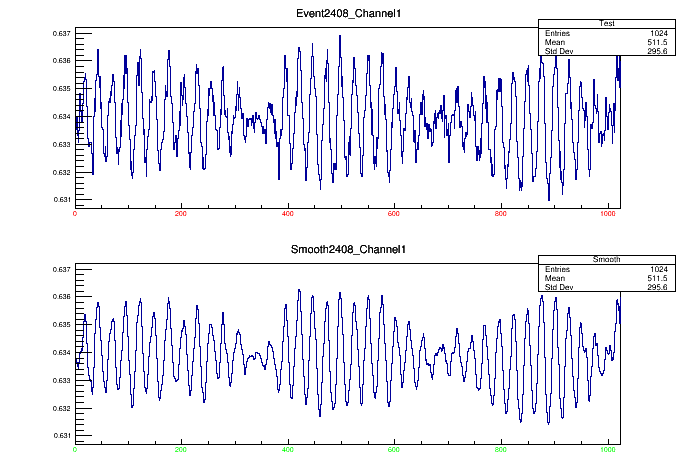 Event2408_Channel1
Test
Entries 1024
Mean 511.5
Std Dev 295.6
0.637
0.636
0.635
0.634
0.633
0.632
0.631
0 200 400 600 800 1000
Smooth2408_Channel1
Smooth
Entries 1024
Mean 511.5
Std Dev 295.6
0.637
0.636
0.635
0.634
0.633
0.632
0.631
0 200 400 600 800 1000